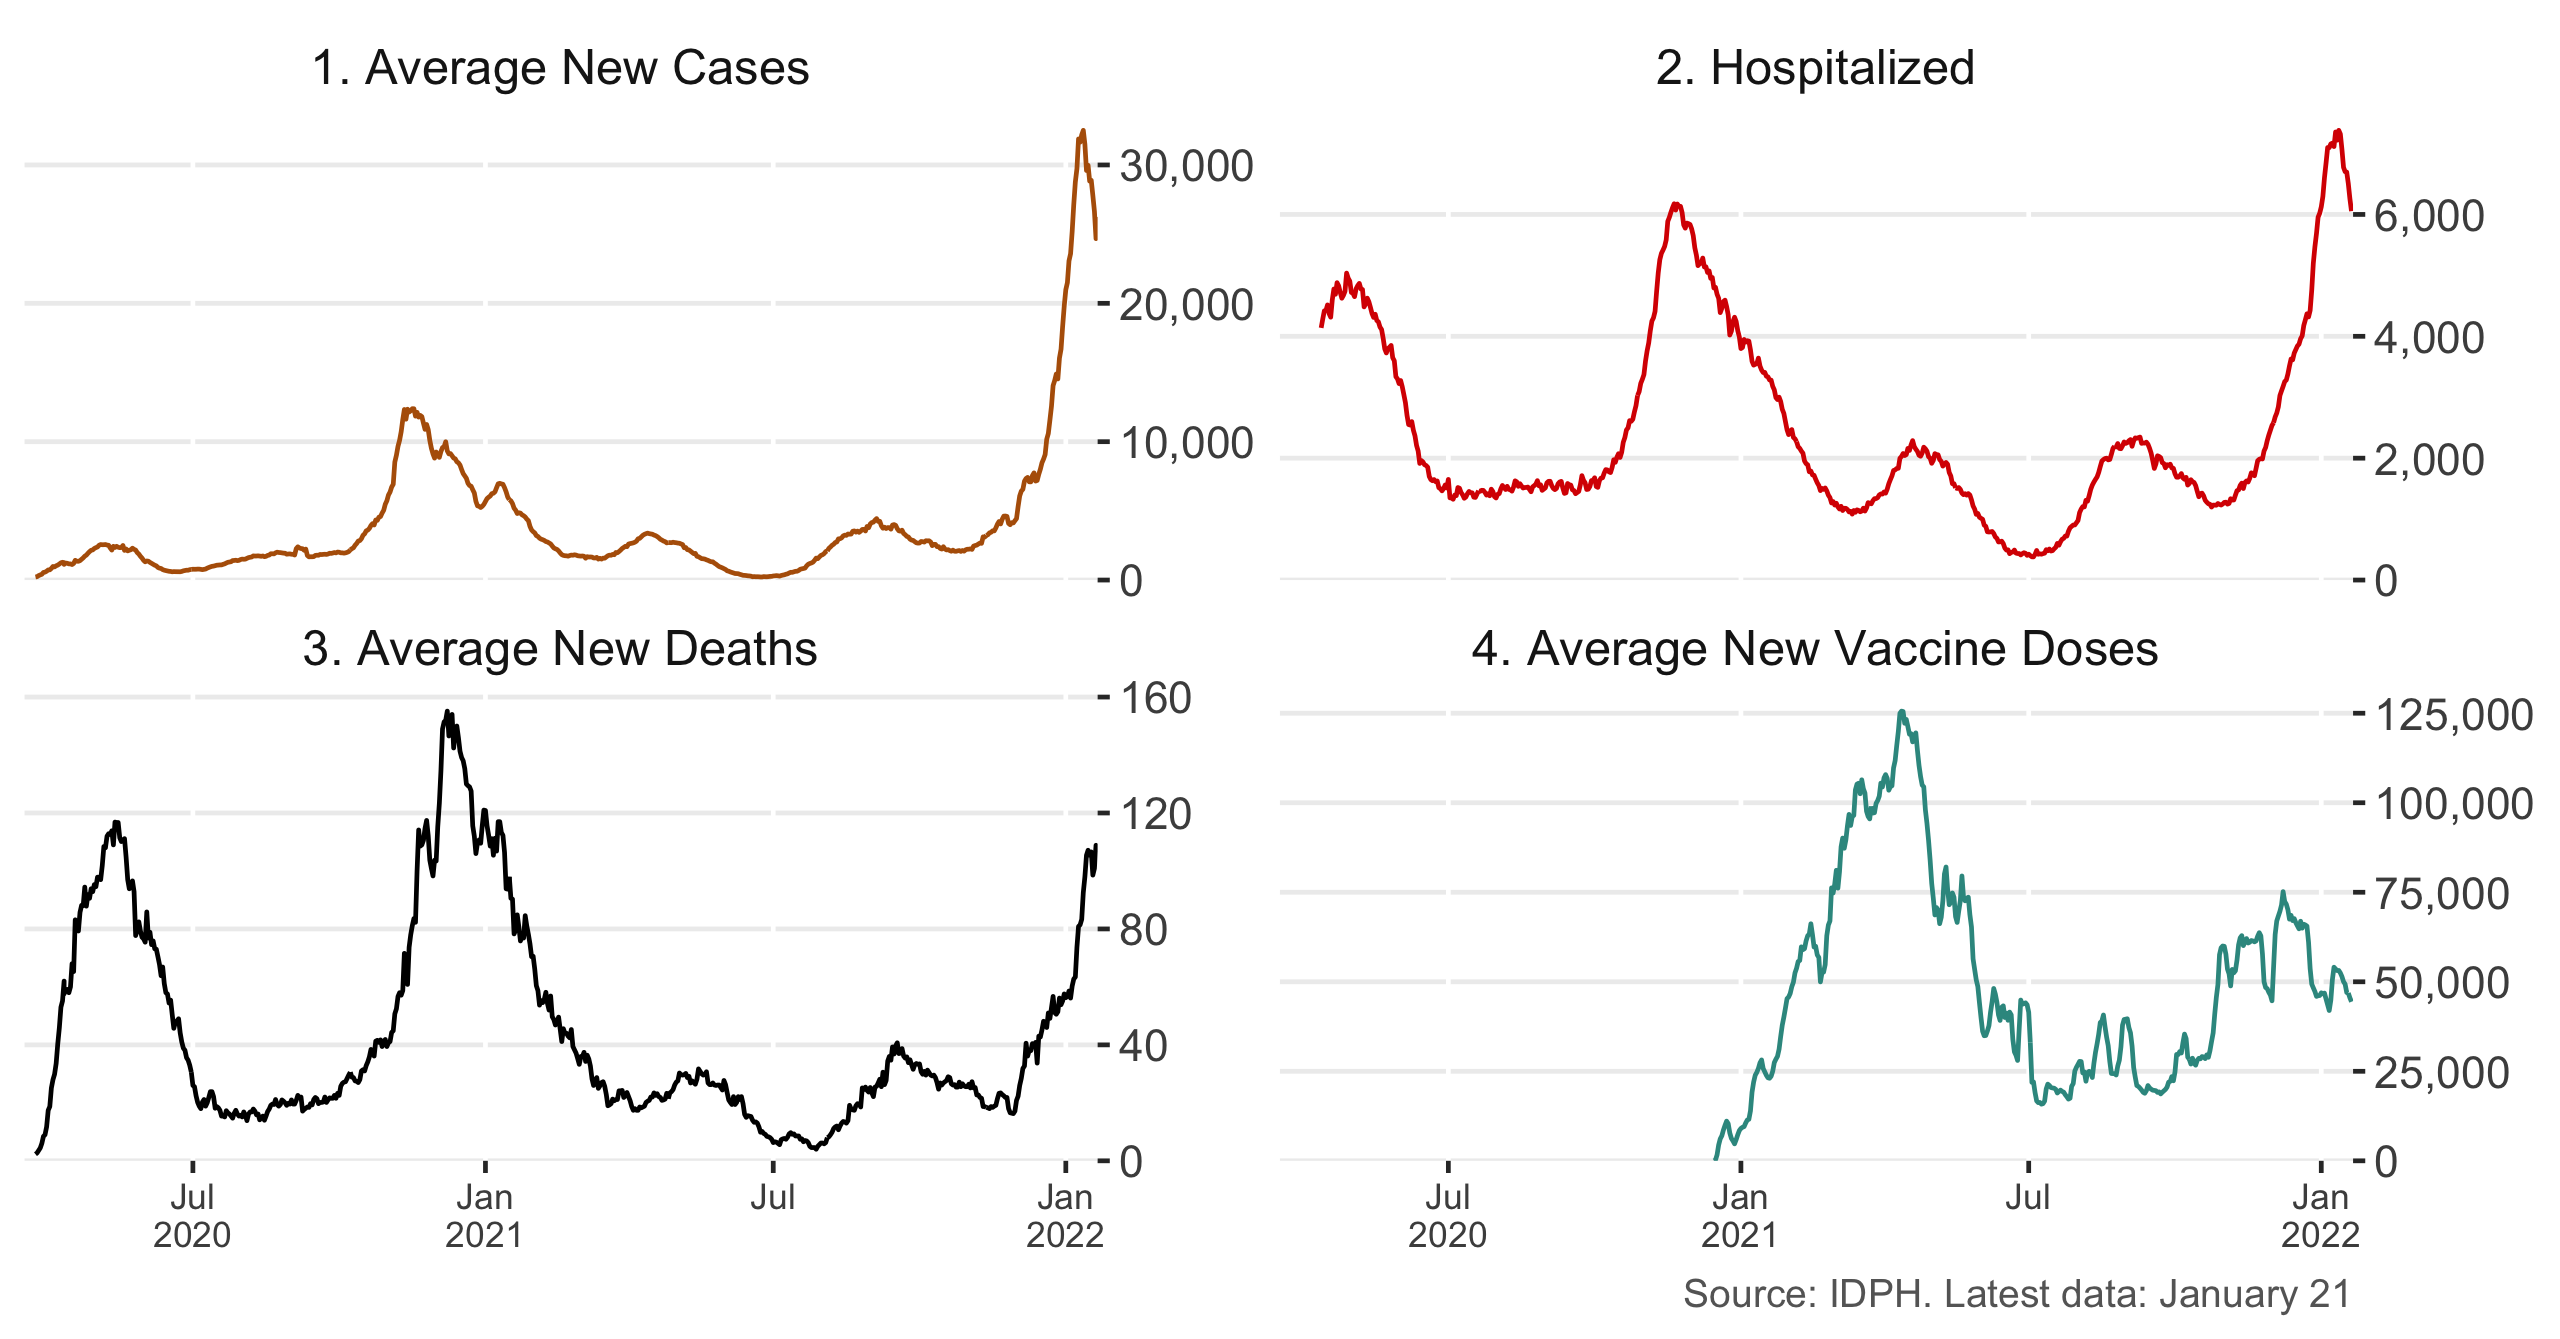 1. Average New Cases
30,000
20,000
10,000
0
2. Hospitalized
6,000
4,000
2,000
0
3. Average New Deaths
160
120
80
40
0
Jul
2020
Jan
2021
Jul
Jan
2022
4. Average New Vaccine Doses
125,000
100,000
75,000
50,000
25,000
0
Jul
2020
Jan
2021
Jul
Jan
2022
Source: IDPH. Latest data: January 21